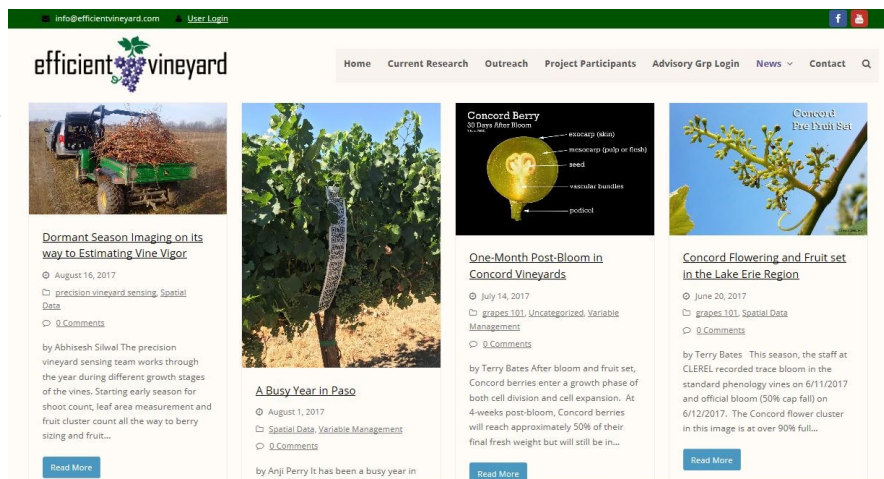 info@efficientvineyard.com User Login
efficient vineyard
Home Current Research Outreach Project Participants Advisory Grp Login News Contact
Dormant Season Imaging on its
way to Estimating Vine Vigor
August 16, 2017
precision vineyard sensing, Spatial
Data
0 Comments
by Abhisesh Silwal The precision
vineyard sensing team works through
the year during different growth stages
of the vines. Starting early season for
shoot count, leaf area measurement and
fruit cluster count all the way to berry
sizing and fruit...
Read More
A Busy Year in Paso
August 1, 2017
Spatial Data, Variable Management
0 Comments
by Anji Perry It has been a busy year in
Concord Berry
30 Days After Bloom
exocarp (skin)
mesocarp (pulp or flesh)
seed
vascular bundles
podicol
One-Month Post-Bloom in
Concord Vineyards
July 14, 2017
grapes 101, Uncategorized, Variable
Management
0 Comments
by Terry Bates After bloom and fruit set,
Concord berries enter a growth phase of
both cell division and cell expansion. At
4-weeks post-bloom, Concord berries
will reach approximately 50% of their
final fresh weight but will still be in...
Read More
Concord
Pre Fruit Set
Concord Flowering and Fruit set
in the Lake Erie Region
June 20, 2017
grapes 101, Spatial Data
0 Comments
by Terry Bates This season, the staff at
CLEREL recorded trace bloom in the
standard phenology vines on 6/11/2017
and official bloom (50% cap fall) on
6/12/2017. The Concord flower cluster
in this image is at over 90% full...
Read More